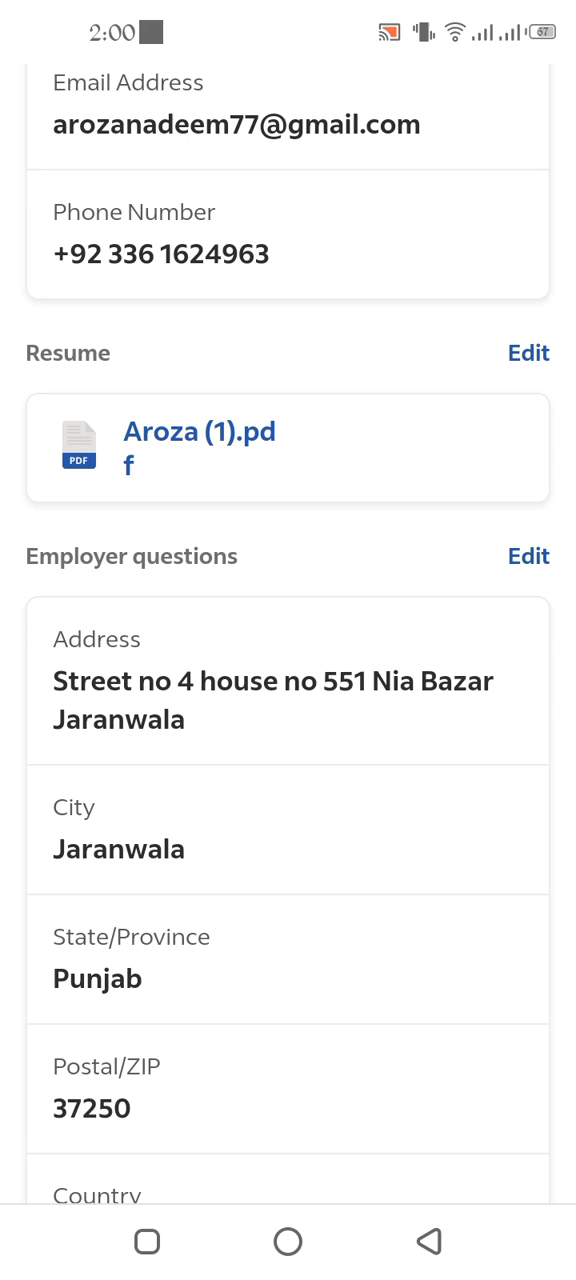 2:00
67
Email Address
arozanadeem77@gmail.com
Phone Number
+92 336 1624963
Resume
Edit
PDF
Aroza (1).pd
f
Employer questions
Edit
Address
Street no 4 house no 551 Nia Bazar
Jaranwala
City
Jaranwala
State/Province
Punjab
Postal/ZIP
37250
Country